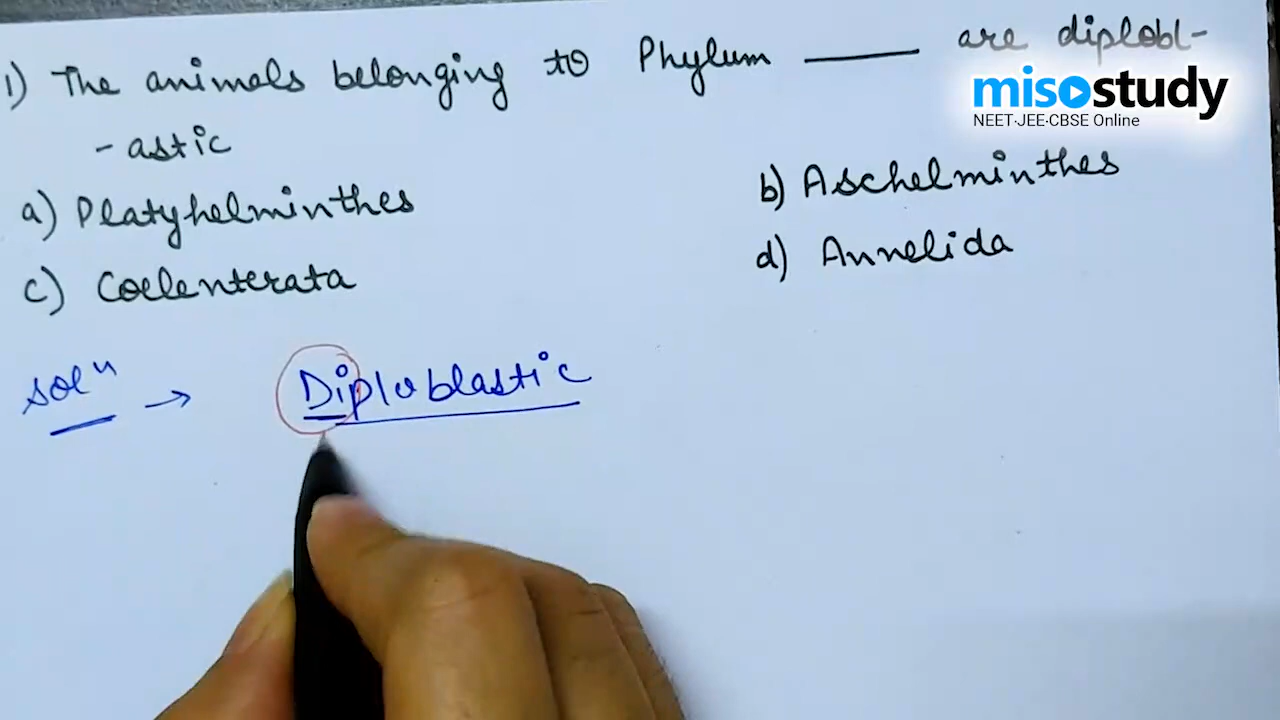 1) The animals belonging to Phylum ______ are diplobl-
- astic
a) Platyhelminthes
b) Aschelminthes
c) Coelenterata
d) Annelida
Solⁿ → Diploblastic
misostudy
NEET·JEE·CBSE Online